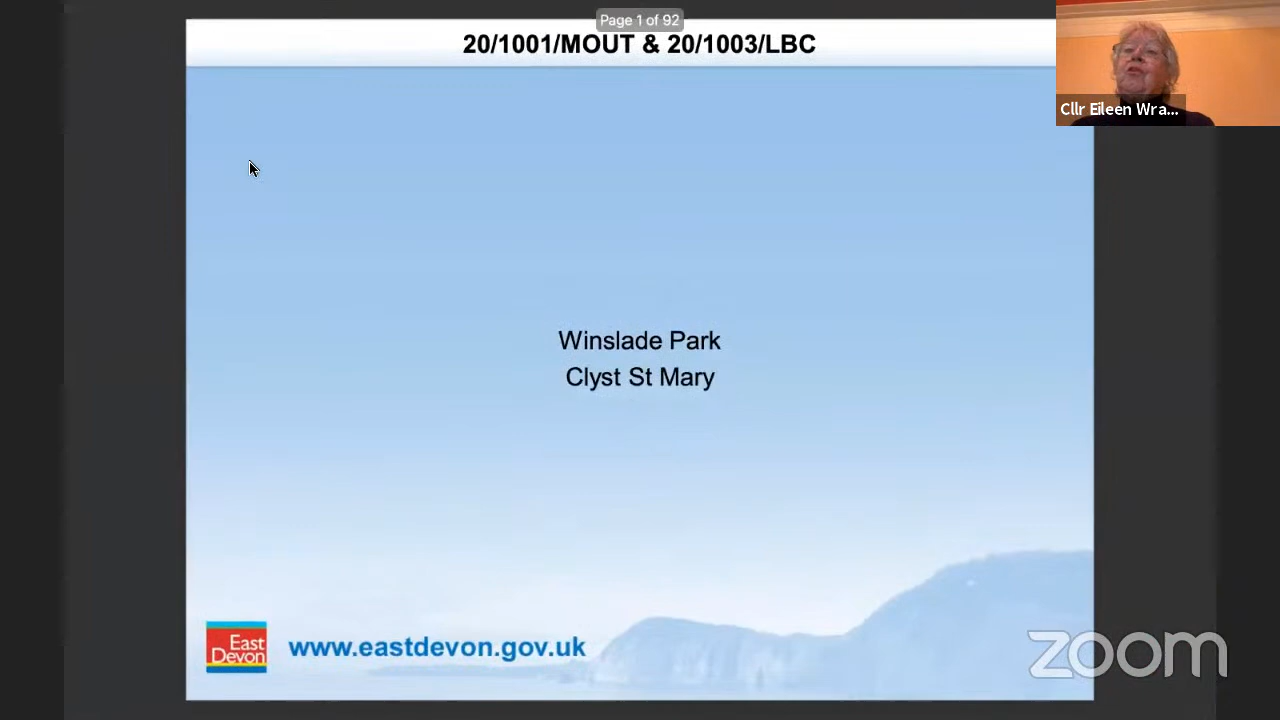 Page 1 of 92
20/1001/MOUT & 20/1003/LBC
Cllr Eileen Wra...
Winslade Park
Clyst St Mary
East
Devon
www.eastdevon.gov.uk
zoom